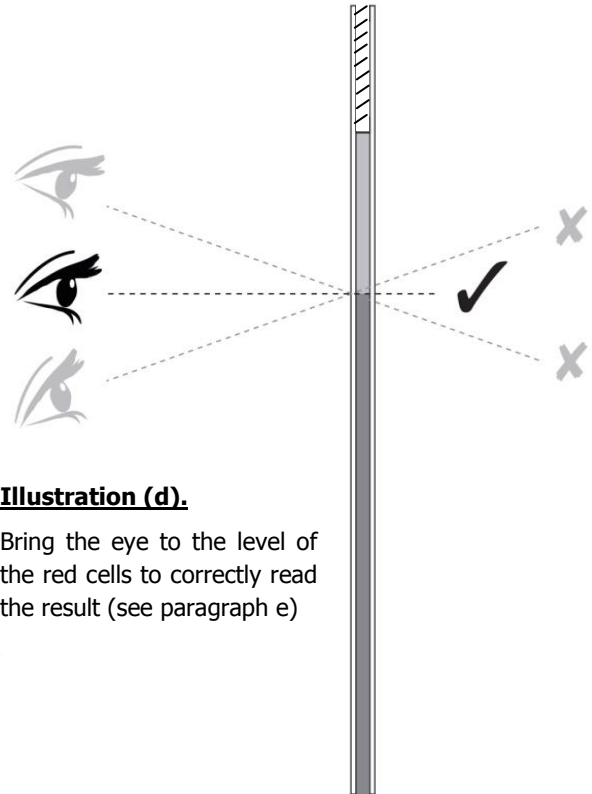 Illustration (d).
Bring the eye to the level of
the red cells to correctly read
the result (see paragraph e)